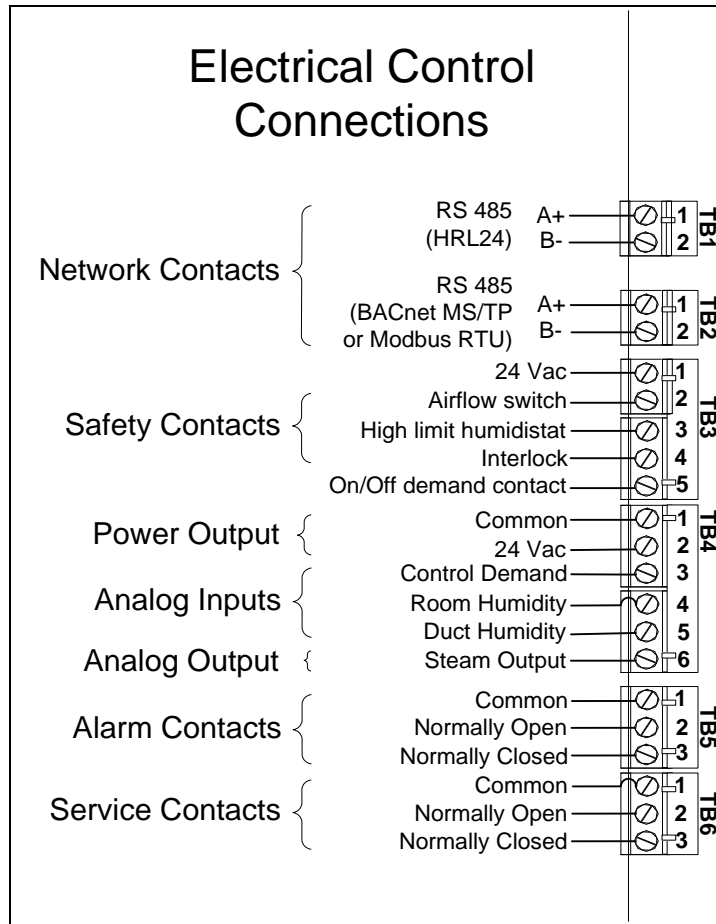 Electrical Control
Connections
Network Contacts
RS 485
(HRL24)
A+ 1
B- 2
TB1
RS 485
(BACnet MS/TP
or Modbus RTU)
A+ 1
B- 2
TB2
Safety Contacts
24 Vac 1
Airflow switch 2
High limit humidistat 3
Interlock 4
On/Off demand contact 5
TB3
Power Output
Common 1
24 Vac 2
Analog Inputs
Control Demand 3
Room Humidity 4
Duct Humidity 5
Analog Output
Steam Output 6
TB4
Alarm Contacts
Common 1
Normally Open 2
Normally Closed 3
TB5
Service Contacts
Common 1
Normally Open 2
Normally Closed 3
TB6